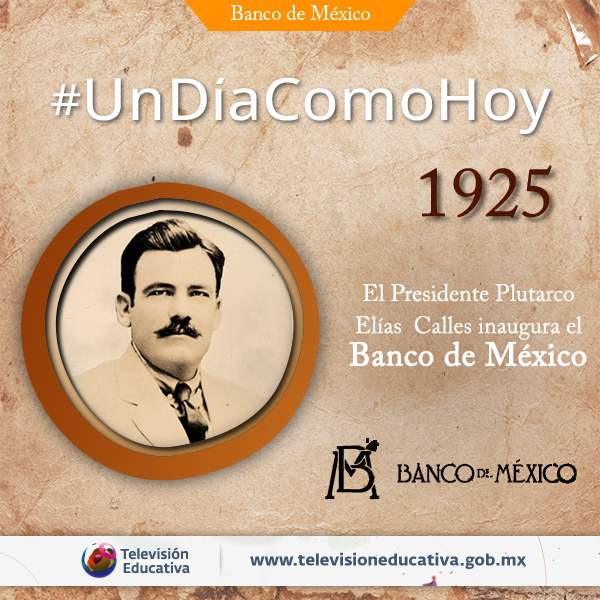 Banco de México
#UnDíaComoHoy
1925
El Presidente Plutarco
Elías Calles inaugura el
Banco de México
BM BANCO DE MÉXICO
Televisión
Educativa
www.televisioneducativa.gob.mx